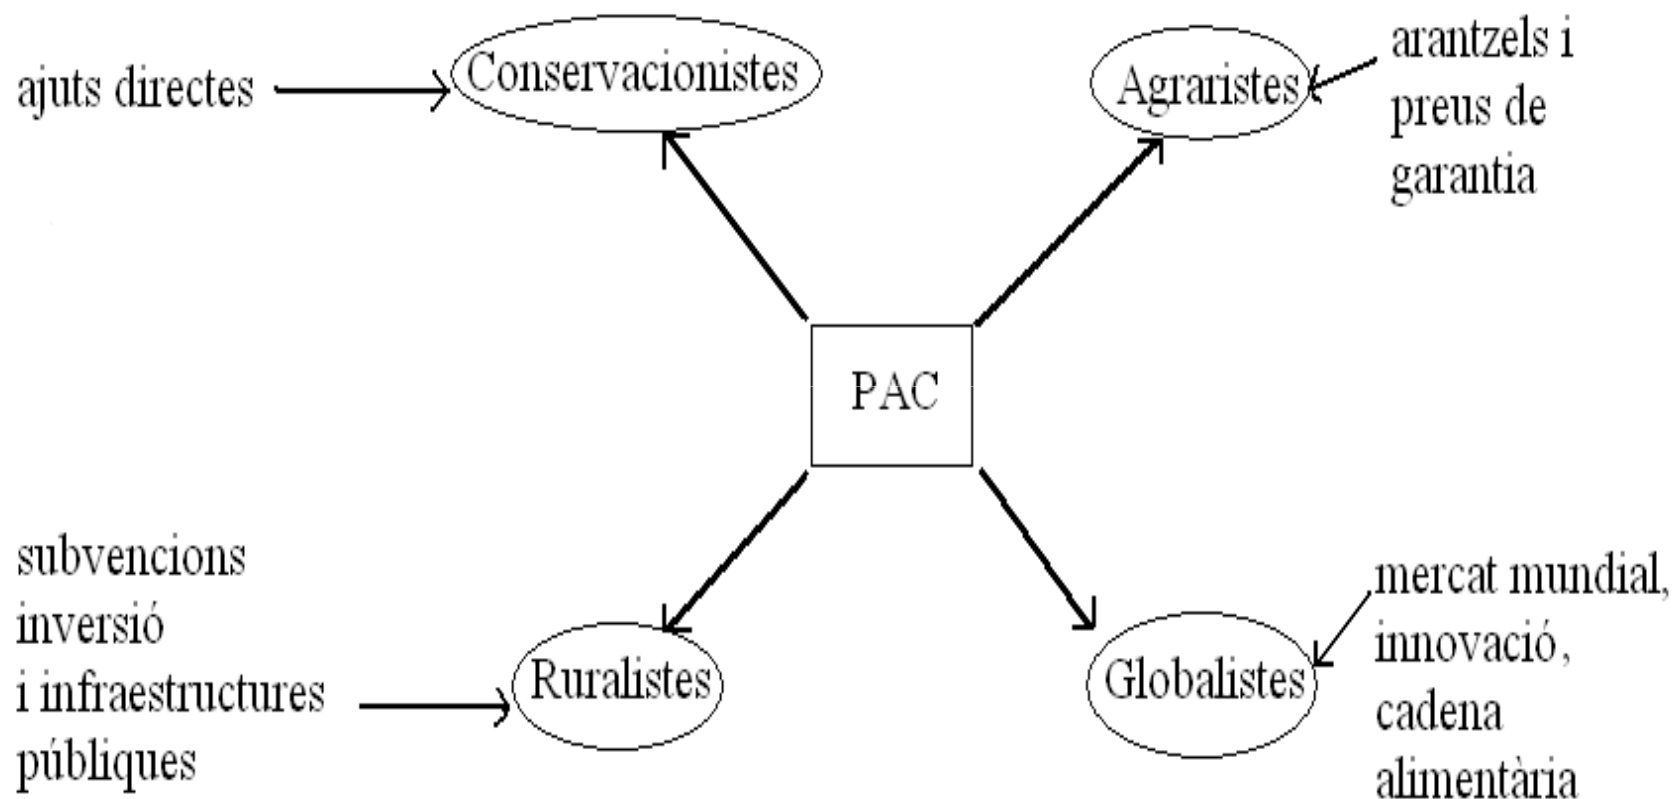 ajuts directes
Conservacionistes
Agraristes
arantzels i
preus de
garantia
PAC
subvencions
inversió
i infraestructures
públiques
Ruralistes
Globalistes
mercat mundial,
innovació,
cadena
alimentària